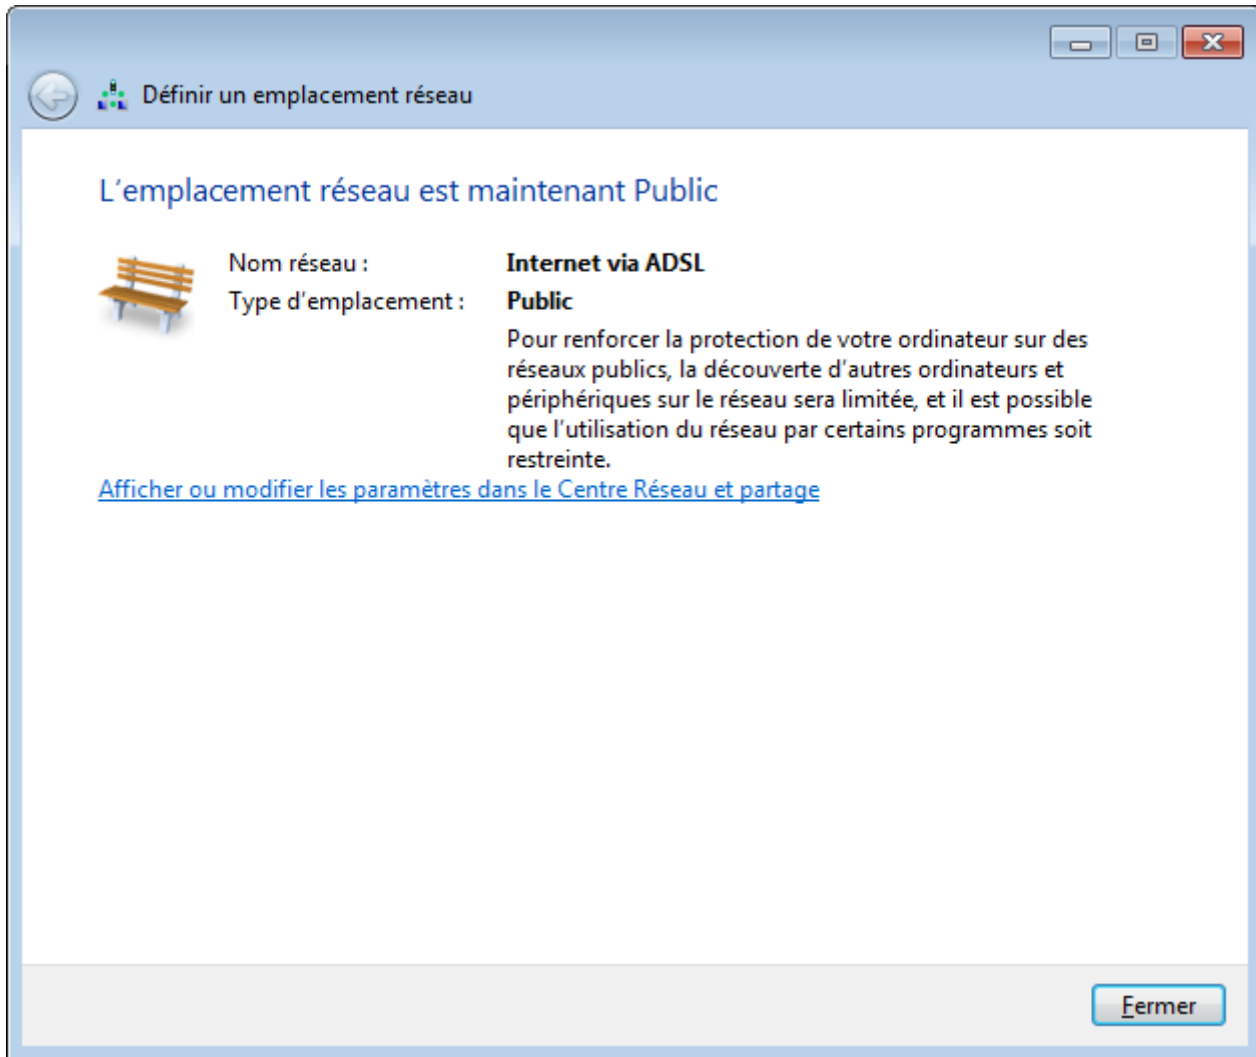 Définir un emplacement réseau
L'emplacement réseau est maintenant Public
Nom réseau : Internet via ADSL
Type d'emplacement : Public
Pour renforcer la protection de votre ordinateur sur des
réseaux publics, la découverte d'autres ordinateurs et
périphériques sur le réseau sera limitée, et il est possible
que l'utilisation du réseau par certains programmes soit
restreinte.
Afficher ou modifier les paramètres dans le Centre Réseau et partage
Fermer